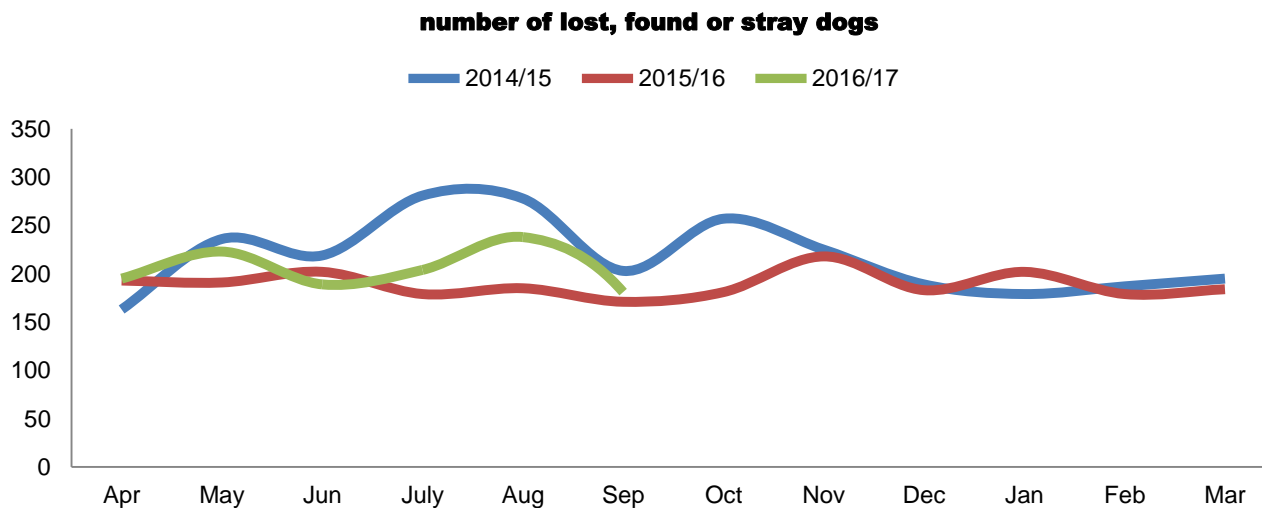 number of lost, found or stray dogs
2014/15 2015/16 2016/17
350
300
250
200
150
100
50
0
Apr May Jun July Aug Sep Oct Nov Dec Jan Feb Mar